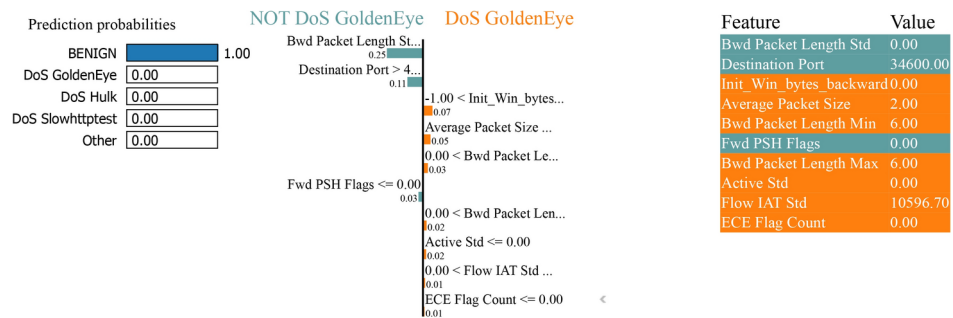 Prediction probabilities
BENIGN 1.00
DoS GoldenEye 0.00
DoS Hulk 0.00
DoS Slowhttptest 0.00
Other 0.00
NOT DoS GoldenEye DoS GoldenEye
Bwd Packet Length St...
0.25
Destination Port > 4...
0.11
-1.00 < Init_Win_bytes...
0.07
Average Packet Size ...
0.05
0.00 < Bwd Packet Le...
0.03
Fwd PSH Flags <= 0.00
0.03
0.00 < Bwd Packet Len...
0.02
Active Std <= 0.00
0.02
0.00 < Flow IAT Std ...
0.01
ECE Flag Count <= 0.00
0.01
Feature Value
Bwd Packet Length Std 0.00
Destination Port 34600.00
Init_Win_bytes_backward 0.00
Average Packet Size 2.00
Bwd Packet Length Min 6.00
Fwd PSH Flags 0.00
Bwd Packet Length Max 6.00
Active Std 0.00
Flow IAT Std 10596.70
ECE Flag Count 0.00